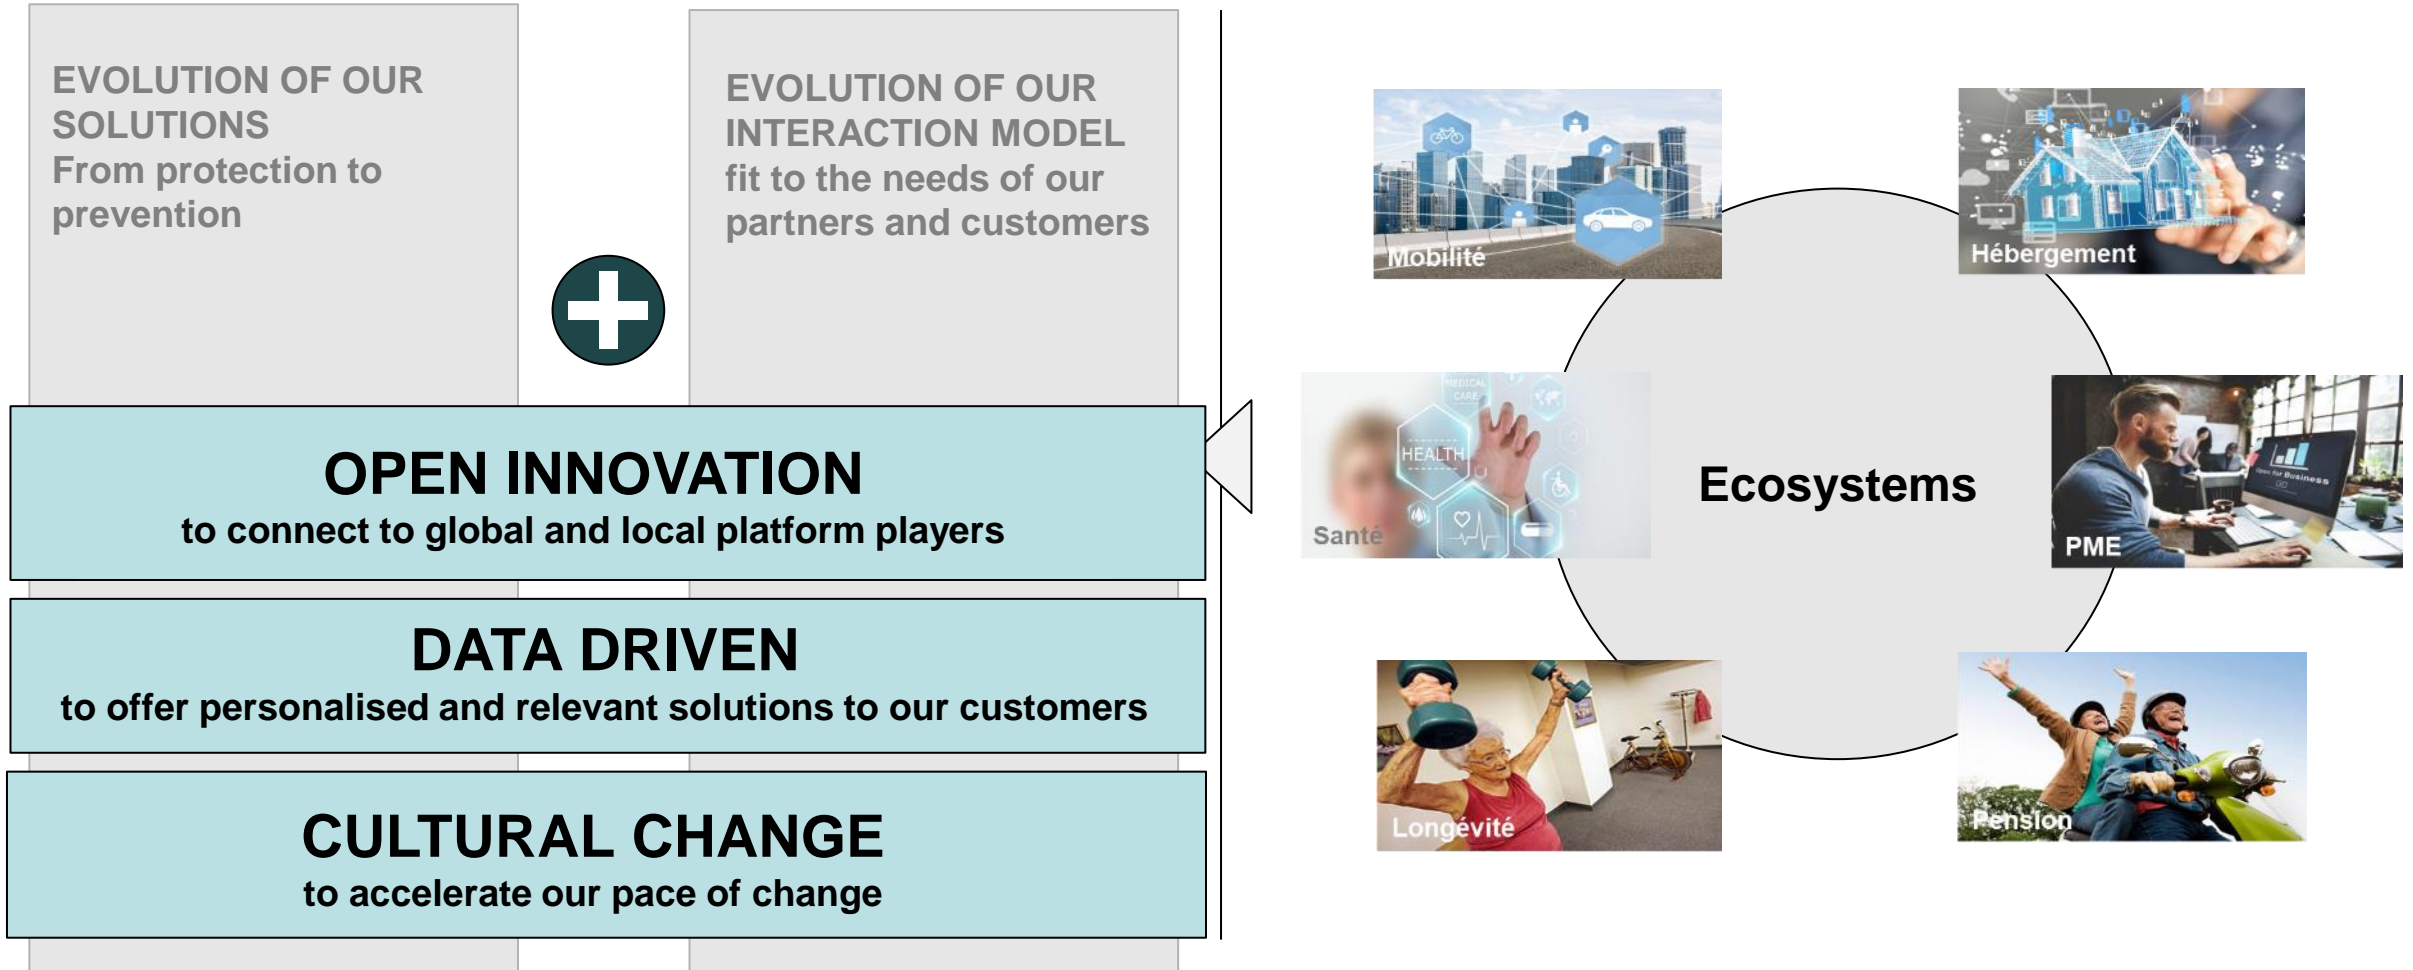 EVOLUTION OF OUR
SOLUTIONS
From protection to
prevention
EVOLUTION OF OUR
INTERACTION MODEL
fit to the needs of our
partners and customers
OPEN INNOVATION
to connect to global and local platform players
DATA DRIVEN
to offer personalised and relevant solutions to our customers
CULTURAL CHANGE
to accelerate our pace of change
Mobilité
Hébergement
MEDICAL
CARE
HEALTH
Santé
Ecosystems
Business
PME
Longévité
Pension